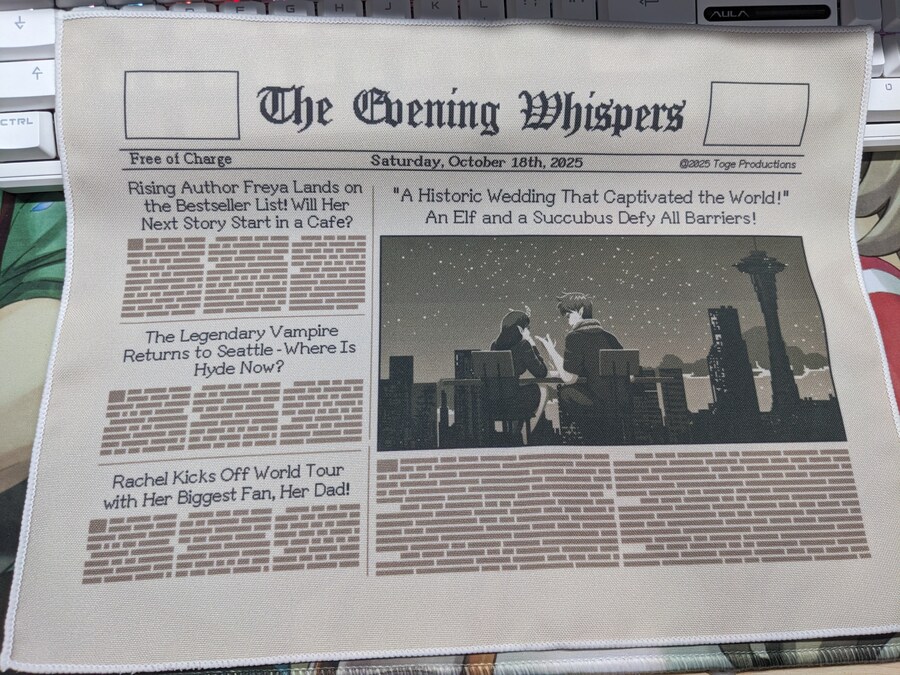 AULA
CTRL
The Evening Whispers
Free of Charge
Saturday, October 18th, 2025
©2025 Toge Productions
Rising Author Freya Lands on
the Bestseller List! Will Her
Next Story Start in a Cafe?
The Legendary Vampire
Returns to Seattle - Where Is
Hyde Now?
Rachel Kicks Off World Tour
with Her Biggest Fan, Her Dad!
"A Historic Wedding That Captivated the World!"
An Elf and a Succubus Defy All Barriers!